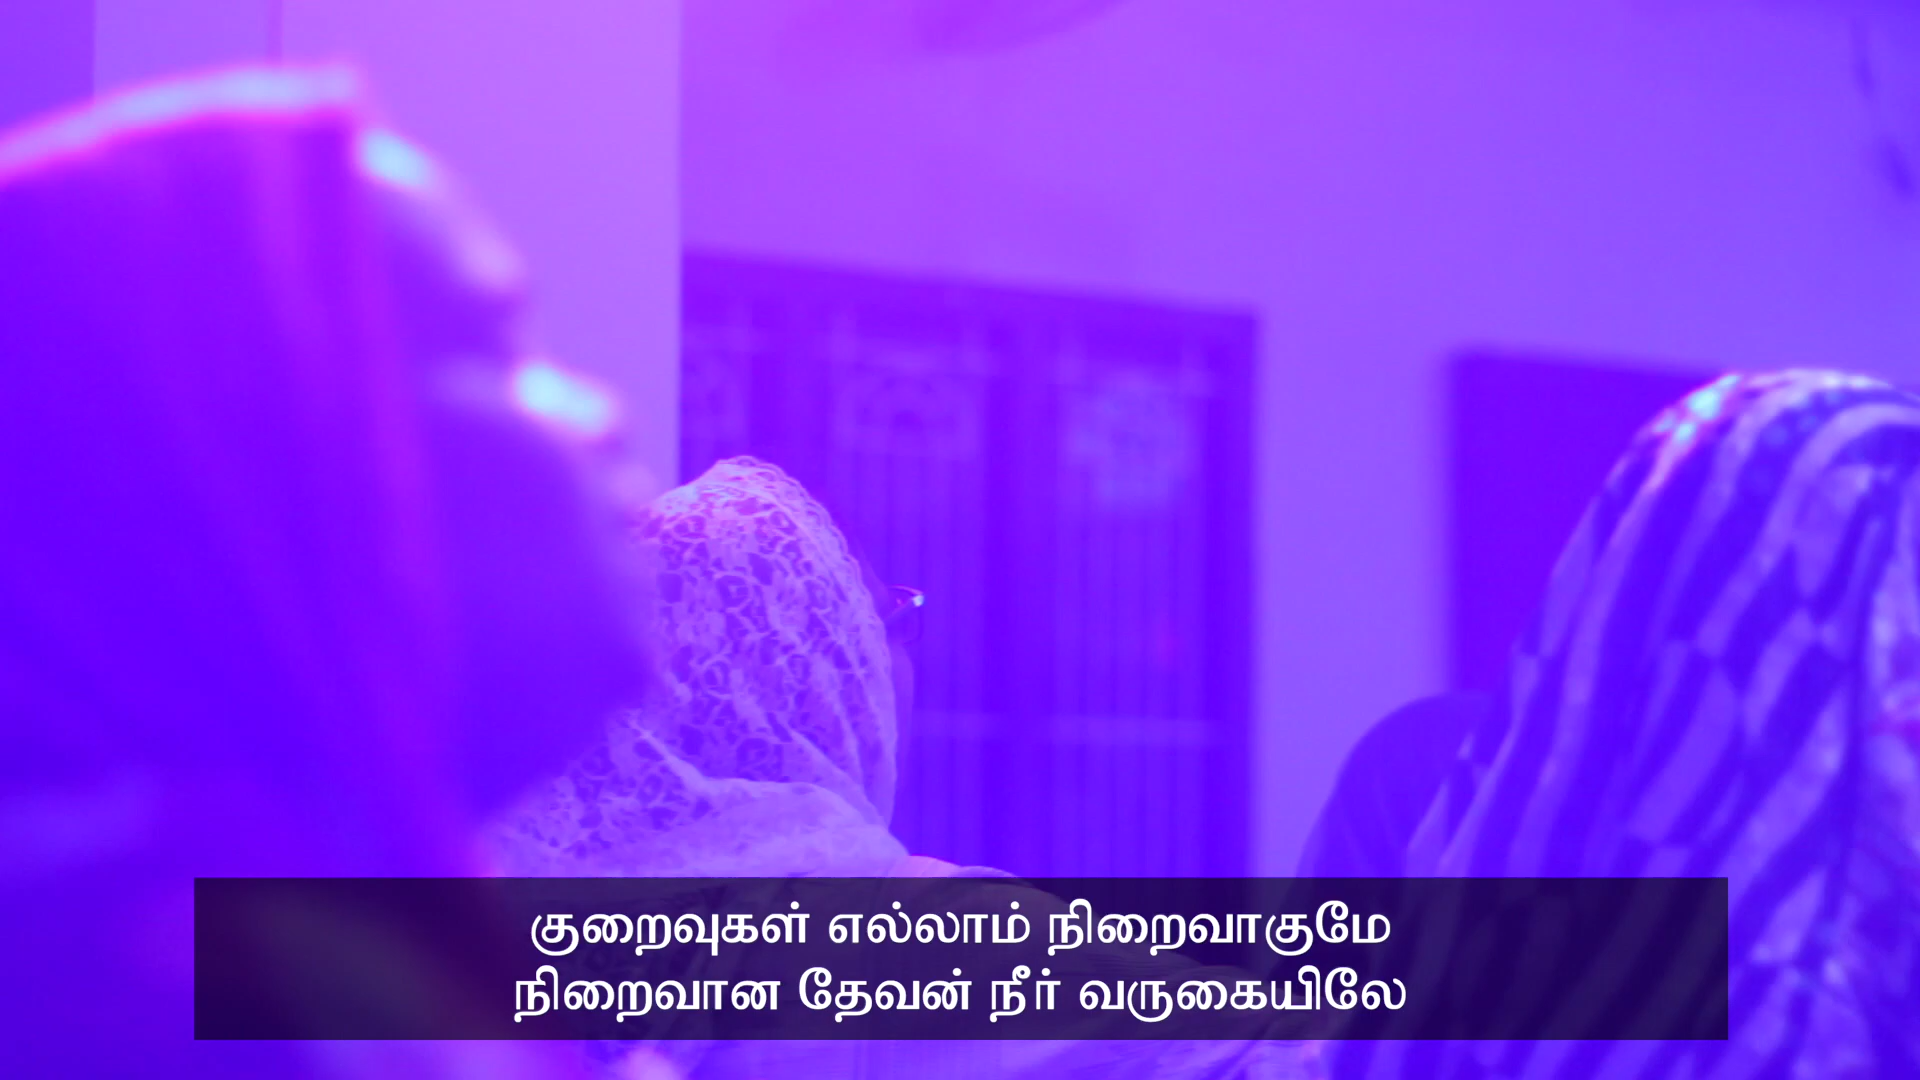 குறைவுகள் எல்லாம் நிறைவாகுமே
நிறைவான தேவன் நீர் வருகையிலே